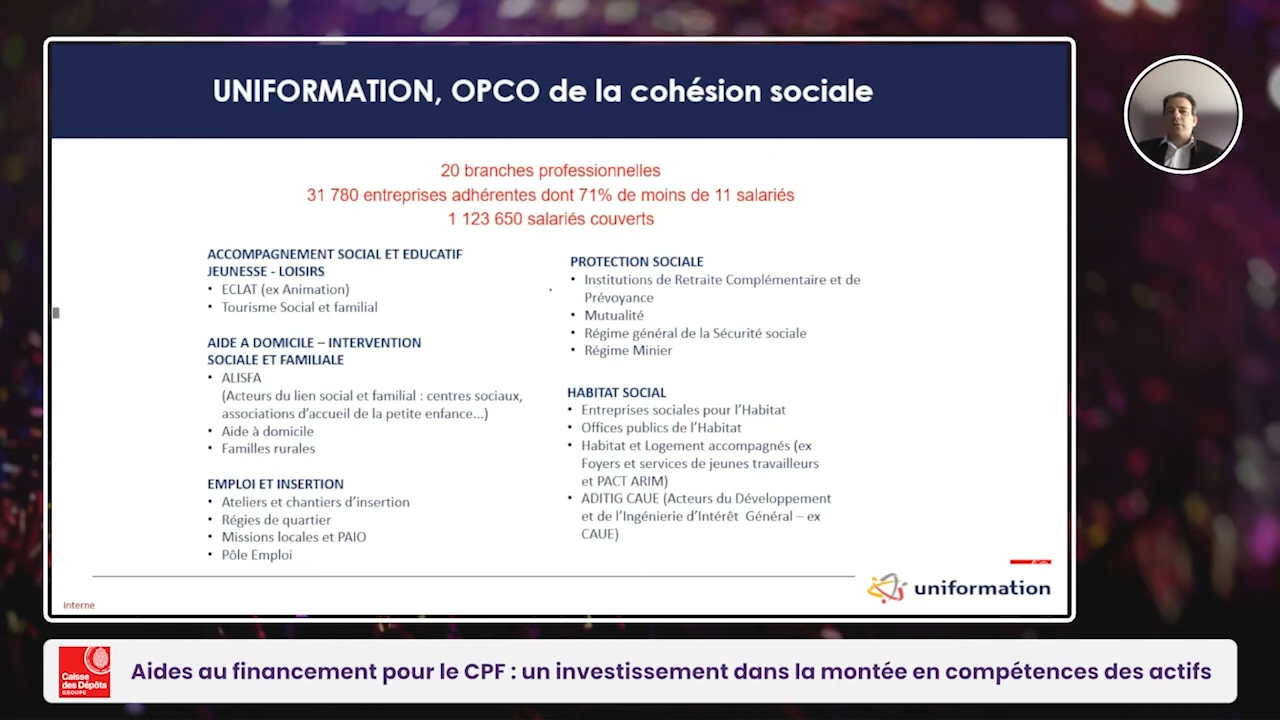 UNIFORMATION, OPCO de la cohésion sociale
20 branches professionnelles
31 780 entreprises adhérentes dont 71% de moins de 11 salariés
1 123 650 salariés couverts
ACCOMPAGNEMENT SOCIAL ET EDUCATIF
JEUNESSE - LOISIRS
• ECLAT (ex Animation)
• Tourisme Social et familial
AIDE A DOMICILE – INTERVENTION
SOCIALE ET FAMILIALE
• ALISFA
(Acteurs du lien social et familial : centres sociaux,
associations d’accueil de la petite enfance...)
• Aide à domicile
• Familles rurales
EMPLOI ET INSERTION
• Ateliers et chantiers d’insertion
• Régies de quartier
• Missions locales et PAIO
• Pôle Emploi
PROTECTION SOCIALE
• Institutions de Retraite Complémentaire et de
Prévoyance
• Mutualité
• Régime général de la Sécurité sociale
• Régime Minier
HABITAT SOCIAL
• Entreprises sociales pour l’Habitat
• Offices publics de l’Habitat
• Habitat et Logement accompagnés (ex
Foyers et services de jeunes travailleurs
et PACT ARIM)
• ADITIG CAUE (Acteurs du Développement
et de l’Ingénierie d’Intérêt Général – ex
CAUE)
uniformation
Interne
Caisse
des Dépôts
GROUPE
Aides au financement pour le CPF : un investissement dans la montée en compétences des actifs